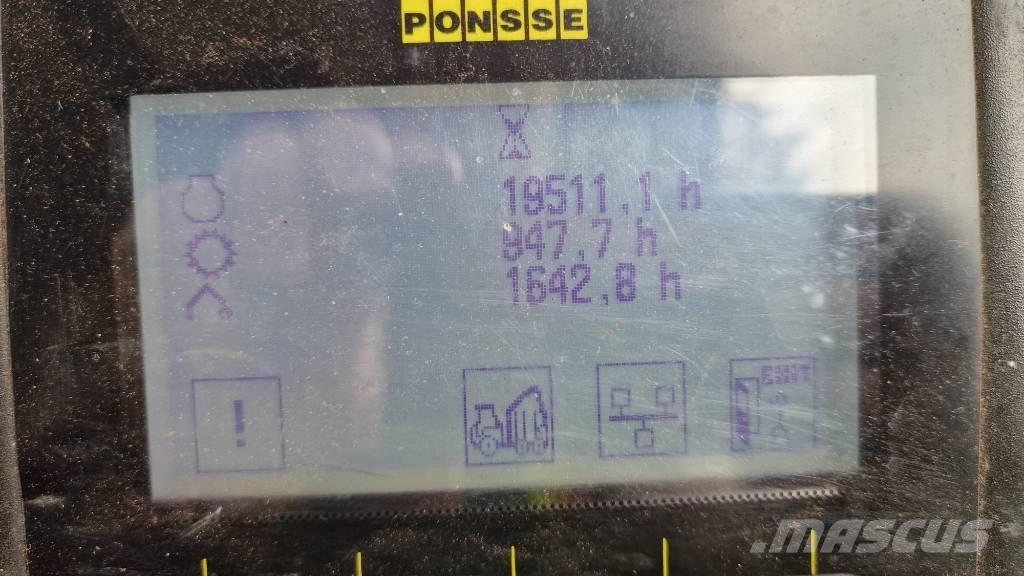 PONSSE
19511.1 h
947.7 h
1642.8 h
!
EXIT
MASCUS